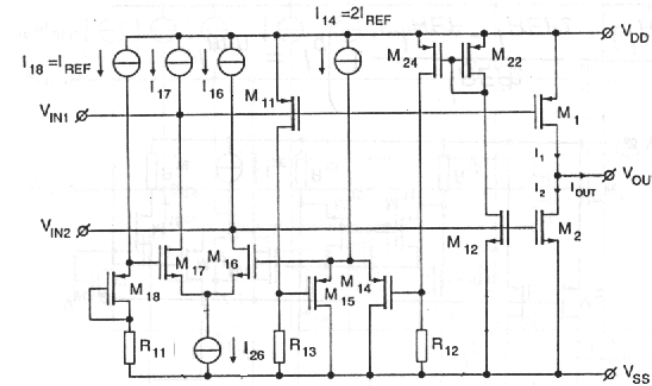 I14 =2IREF
VDD
I18 =IREF
I17
I16
M24
M22
M11
VIN1
M1
I1
VOU
I2
IOUT
VIN2
M12
M2
M17
M16
M18
M15
M14
R11
I26
R13
R12
VSS